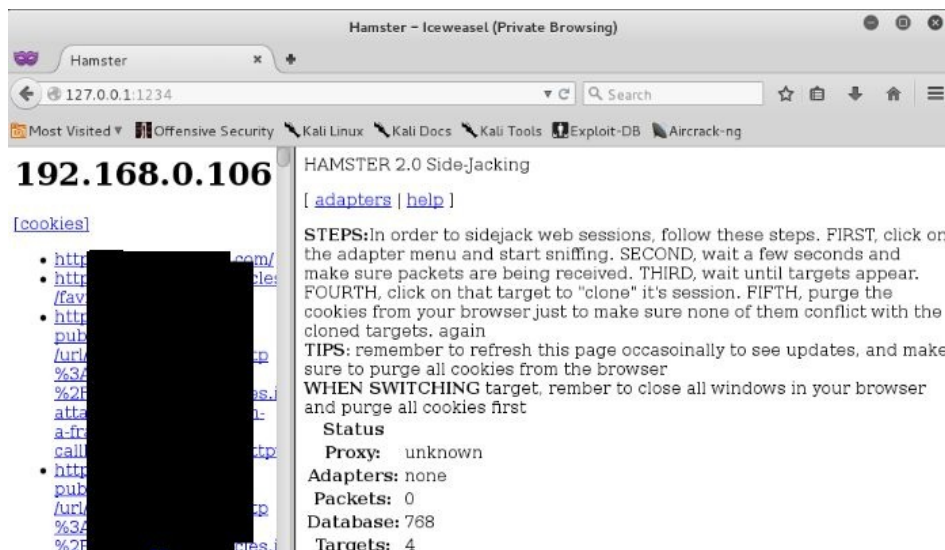 Hamster - Iceweasel (Private Browsing)
Hamster
127.0.0.1:1234
Search
Most Visited
Offensive Security
Kali Linux
Kali Docs
Kali Tools
Exploit-DB
Aircrack-ng
192.168.0.106
[cookies]
http
.com/
http
/fav
http
pub
/url/
tp
%3A
%2F
es.i
atta
n-
a-fra
call
ttp
http
pub
/url/
tp
%3A
%2F
HAMSTER 2.0 Side-Jacking
[ adapters | help ]
STEPS:In order to sidejack web sessions, follow these steps. FIRST, click on
the adapter menu and start sniffing. SECOND, wait a few seconds and
make sure packets are being received. THIRD, wait until targets appear.
FOURTH, click on that target to "clone" it's session. FIFTH, purge the
cookies from your browser just to make sure none of them conflict with the
cloned targets. again
TIPS: remember to refresh this page occasoinally to see updates, and make
sure to purge all cookies from the browser
WHEN SWITCHING target, rember to close all windows in your browser
and purge all cookies first
Status
Proxy: unknown
Adapters: none
Packets: 0
Database: 768
Targets: 4